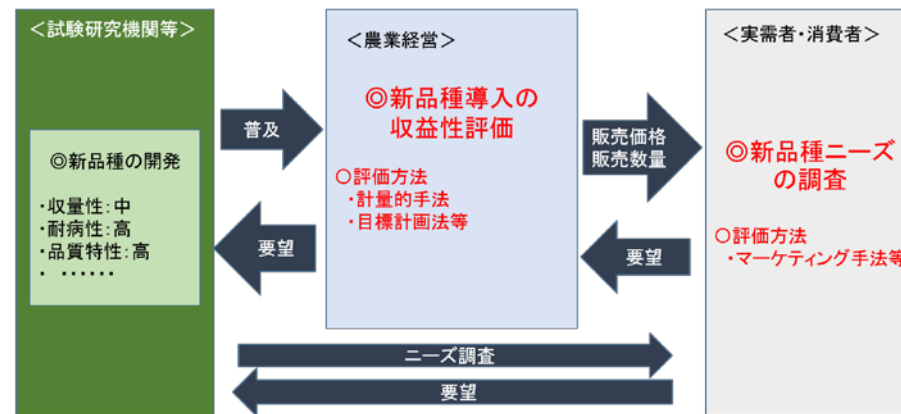 <試験研究機関等>
◎新品種の開発
・収量性：中
・耐病性：高
・品質特性：高
・ ……
普及
要望
<農業経営>
◎新品種導入の
収益性評価
○評価方法
・計量的手法
・目標計画法等
販売価格
販売数量
要望
<実需者・消費者>
◎新品種ニーズ
の調査
○評価方法
・マーケティング手法等
ニーズ調査
要望